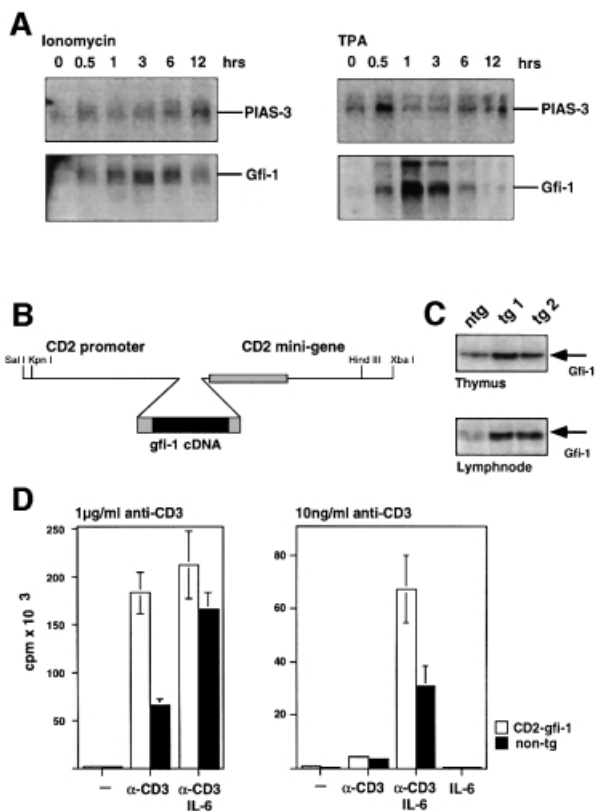 A
Ionomycin
0 0.5 1 3 6 12 hrs
PIAS-3
Gfi-1
TPA
0 0.5 1 3 6 12 hrs
PIAS-3
Gfi-1
B
CD2 promoter
CD2 mini-gene
Sal I Kpn I
Hind III Xba I
gfi-1 cDNA
C
ntg tg 1 tg 2
Gfi-1
Thymus
Gfi-1
Lymphnode
D
1µg/ml anti-CD3
250
200
150
100
50
cpm x 10 3
– α-CD3 α-CD3
IL-6
10ng/ml anti-CD3
80
60
40
20
– α-CD3 α-CD3 IL-6
IL-6
CD2-gfi-1
non-tg